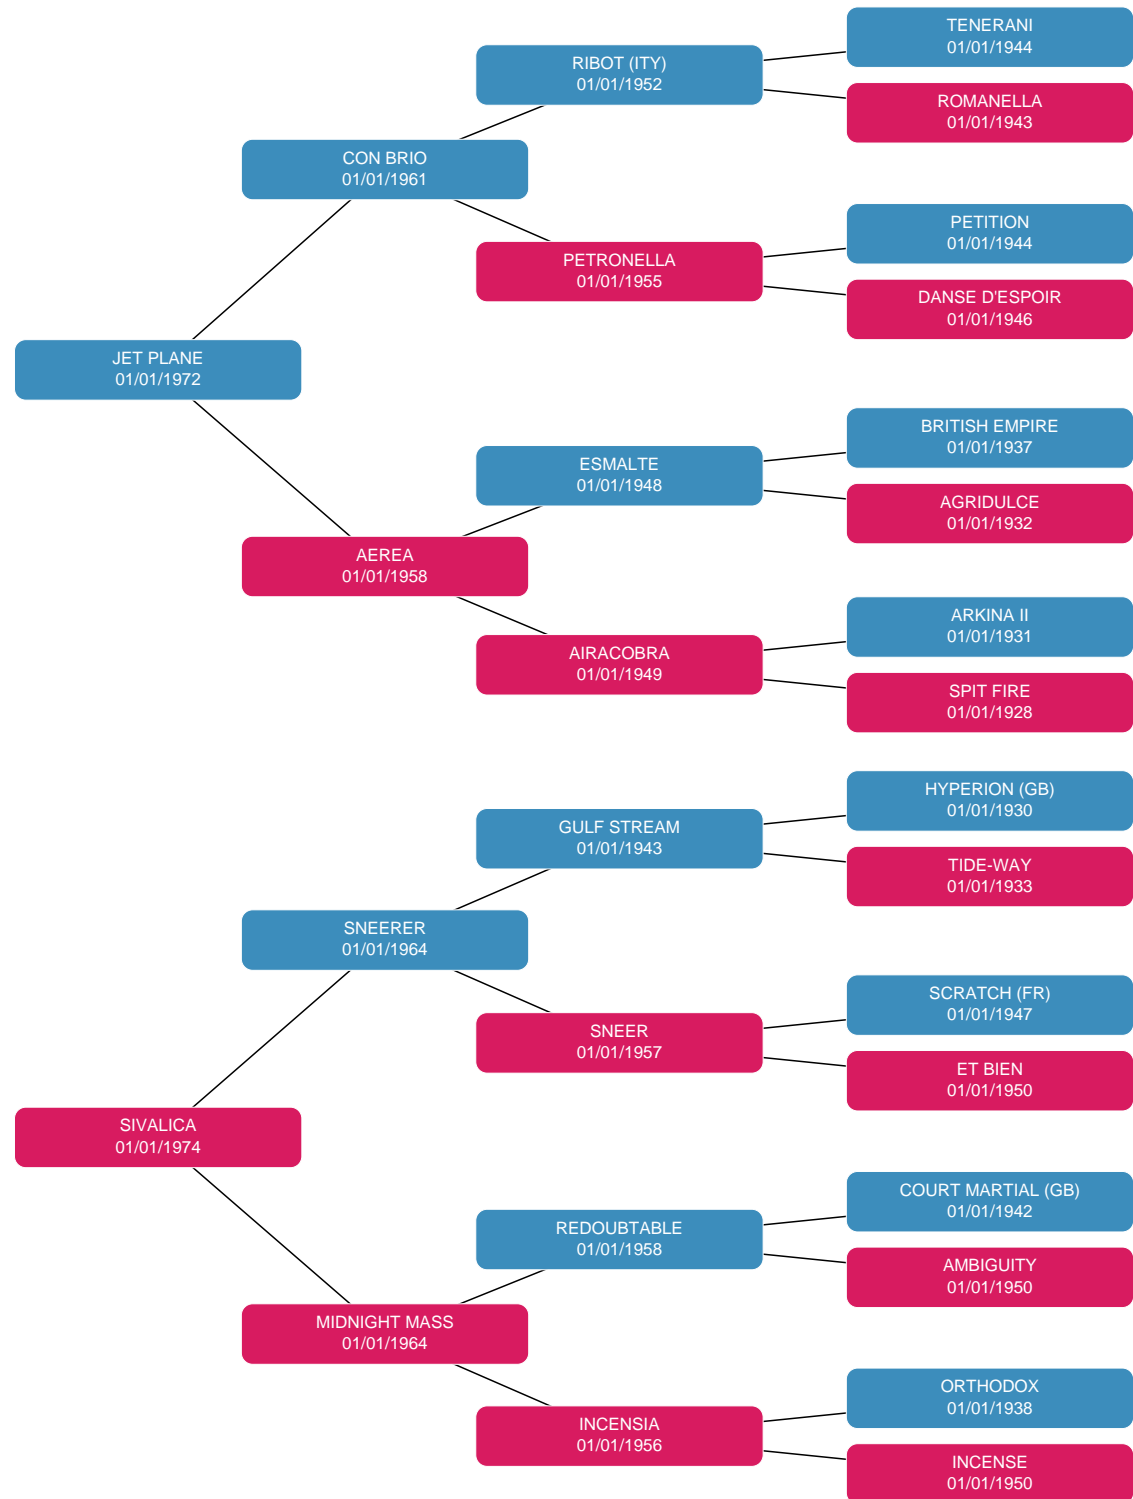 TENERANI
01/01/1944
RIBOT (ITY)
01/01/1952
ROMANELLA
01/01/1943
CON BRIO
01/01/1961
PETITION
01/01/1944
PETRONELLA
01/01/1955
DANSE D'ESPOIR
01/01/1946
JET PLANE
01/01/1972
BRITISH EMPIRE
01/01/1937
ESMALTE
01/01/1948
AGRIDULCE
01/01/1932
AEREA
01/01/1958
ARKINA II
01/01/1931
AIRACOBRA
01/01/1949
SPIT FIRE
01/01/1928
HYPERION (GB)
01/01/1930
GULF STREAM
01/01/1943
TIDE-WAY
01/01/1933
SNEERER
01/01/1964
SCRATCH (FR)
01/01/1947
SNEER
01/01/1957
ET BIEN
01/01/1950
SIVALICA
01/01/1974
COURT MARTIAL (GB)
01/01/1942
REDOUBTABLE
01/01/1958
AMBIGUITY
01/01/1950
MIDNIGHT MASS
01/01/1964
ORTHODOX
01/01/1938
INCENSIA
01/01/1956
INCENSE
01/01/1950